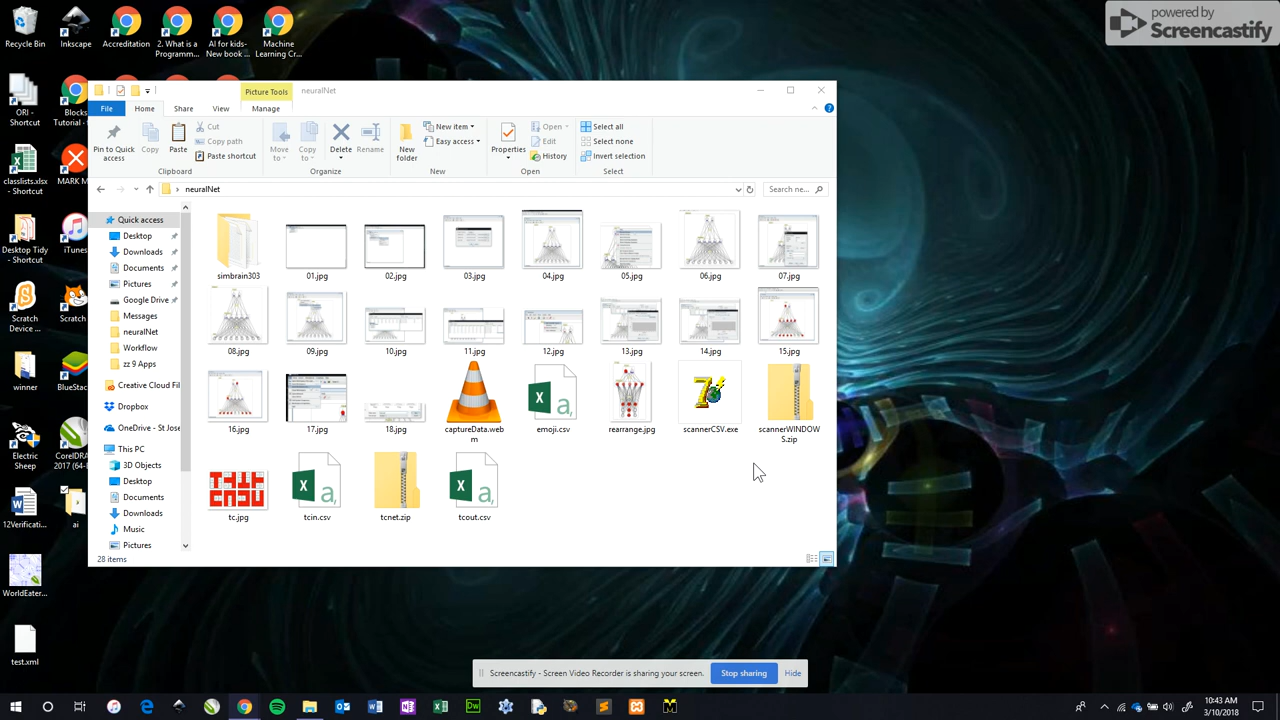 powered by
Screencastify
Recycle Bin
Inkscape
Accreditation
2. What is a Programm...
AI for kids- New book ...
Machine Learning Cr...
ORI - Shortcut
Blocks Tutorial -
classlists.xlsx - Shortcut
MARK M
Desktop Tidy - Shortcut
iTunes
Scratch Device ...
Scratch
winner
BlueStac
Electric Sheep
CorelDRA 2017 (64-
12Verificati...
ai
WorldEater...
test.xml
Picture Tools
neuralNet
File
Home
Share
View
Manage
Pin to Quick access
Copy
Paste
Cut
Copy path
Paste shortcut
Clipboard
Move to
Copy to
Delete
Rename
Organize
New folder
New item
Easy access
New
Properties
Open
Edit
History
Open
Select all
Select none
Invert selection
Select
neuralNet
Search ne...
Quick access
Desktop
Downloads
Documents
Pictures
Google Drive
Messages
neuralNet
Workflow
zz 9 Apps
Creative Cloud Fil
Dropbox
OneDrive - St Jose
This PC
3D Objects
Desktop
Documents
Downloads
Music
Pictures
simbrain303
01.jpg
02.jpg
03.jpg
04.jpg
05.jpg
06.jpg
07.jpg
08.jpg
09.jpg
10.jpg
11.jpg
12.jpg
13.jpg
14.jpg
15.jpg
16.jpg
17.jpg
18.jpg
captureData.webm
emoji.csv
rearrange.jpg
scannerCSV.exe
scannerWINDOWS.zip
tc.jpg
tcin.csv
tcnet.zip
tcout.csv
28 items
Screencastify - Screen Video Recorder is sharing your screen.
Stop sharing
Hide
10:43 AM
3/10/2018